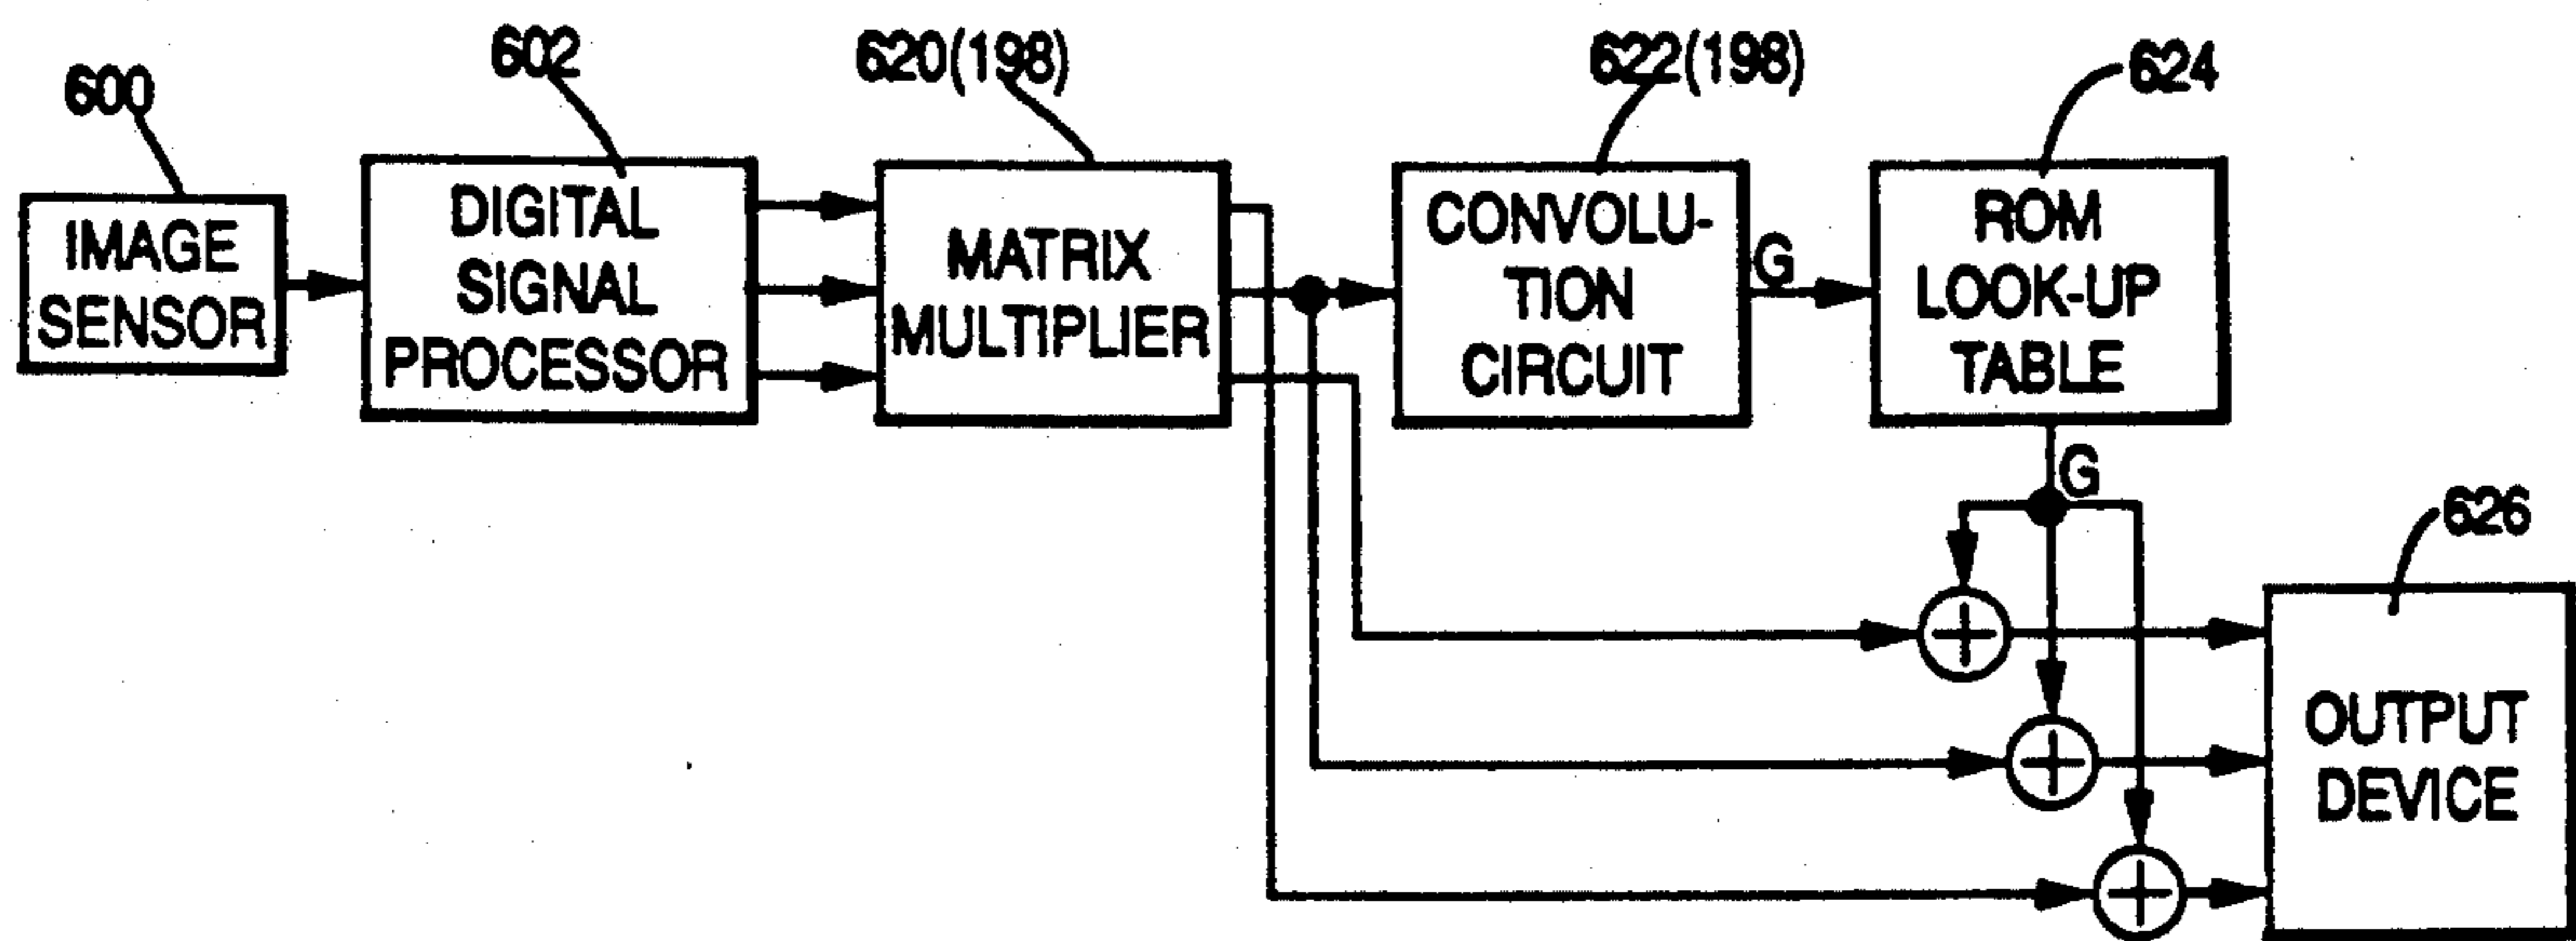 600
602
620(198)
622(198)
624
IMAGE
SENSOR
DIGITAL
SIGNAL
PROCESSOR
MATRIX
MULTIPLIER
CONVOLU-
TION
CIRCUIT
G
ROM
LOOK-UP
TABLE
G
626
OUTPUT
DEVICE